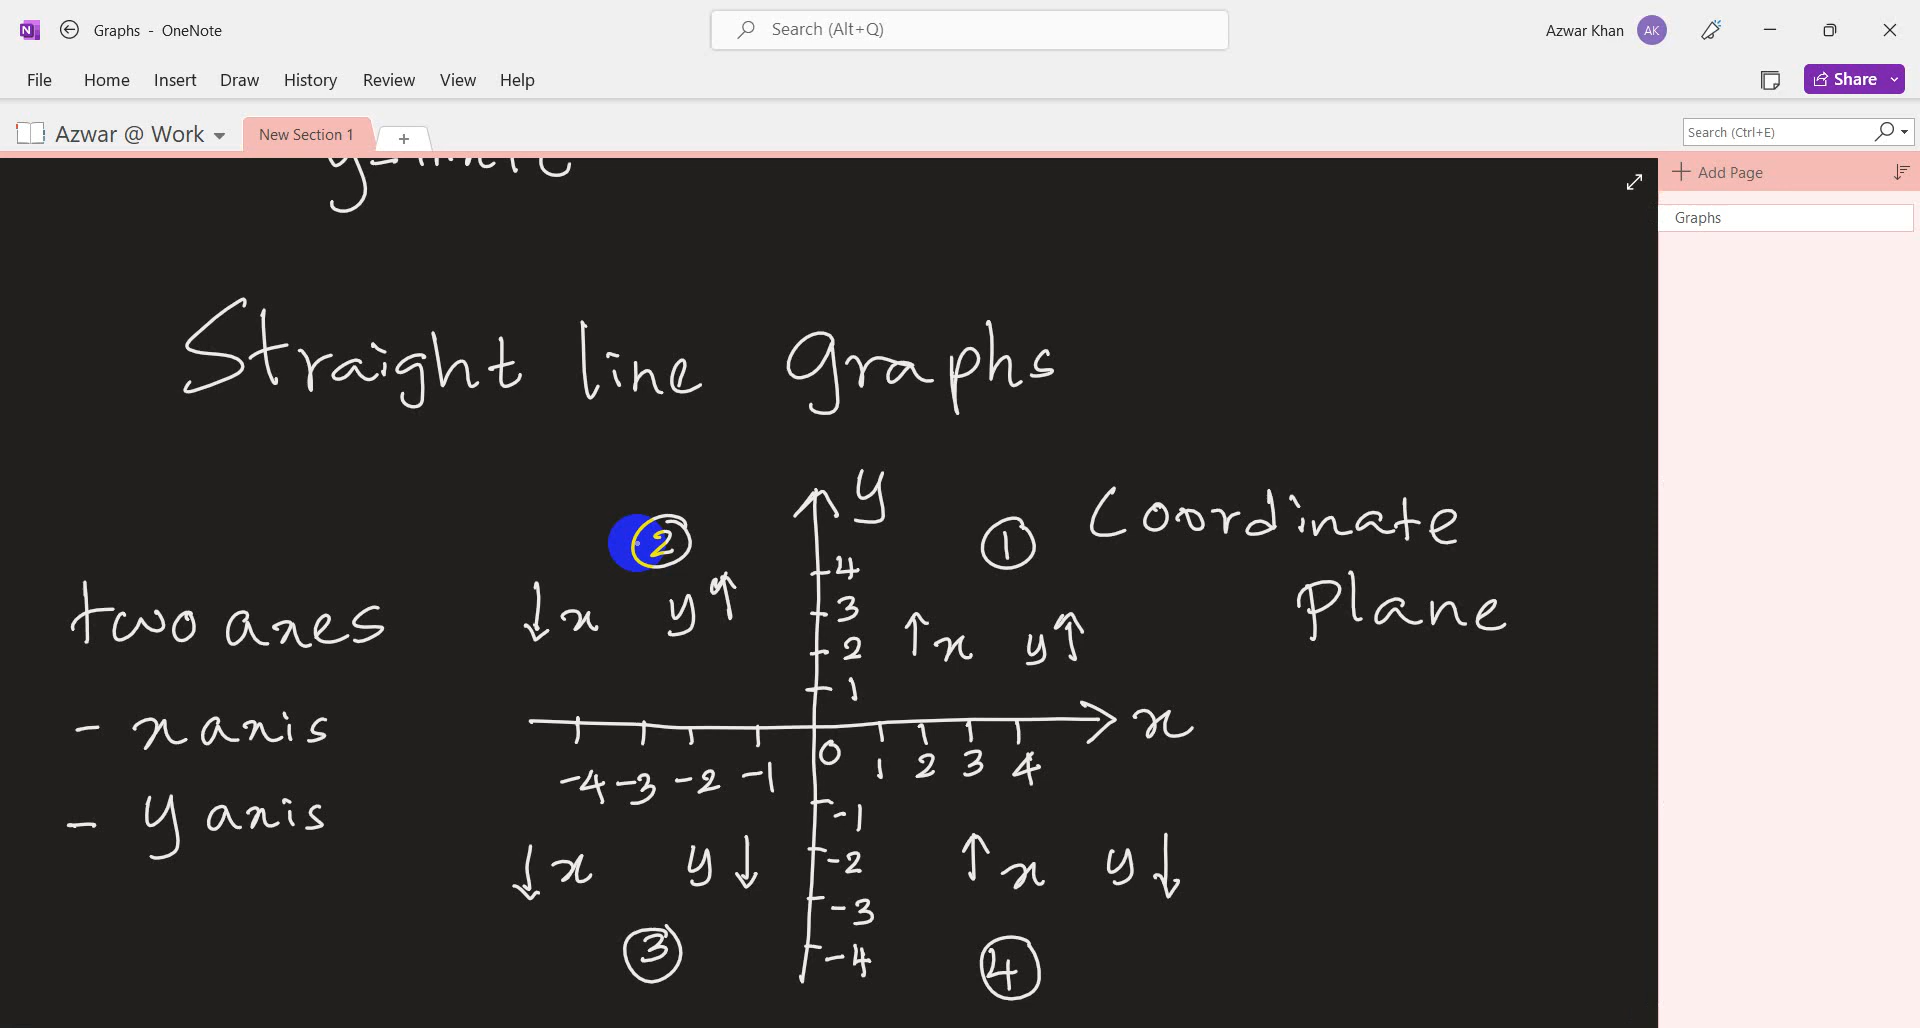 Graphs - OneNote
Search (Alt+Q)
Azwar Khan
AK
File Home Insert Draw History Review View Help
Share
Azwar @ Work
New Section 1
+
Search (Ctrl+E)
Add Page
Graphs
y=mx+c
Straight line Graphs
y
2
1
Coordinate
Plane
two axes
- x axis
- y axis
↓x y↑
↑x y↑
4
3
2
1
x
-4 -3 -2 -1 0 1 2 3 4
-1
-2
-3
-4
↓x y↓
↑x y↓
3
4